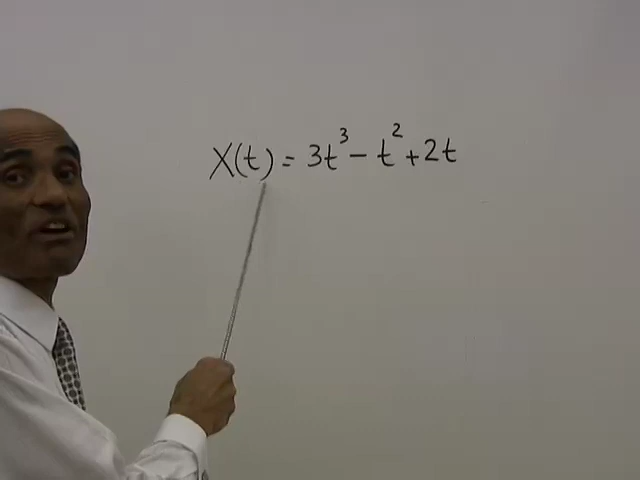 X(t) = 3t³ − t² + 2t